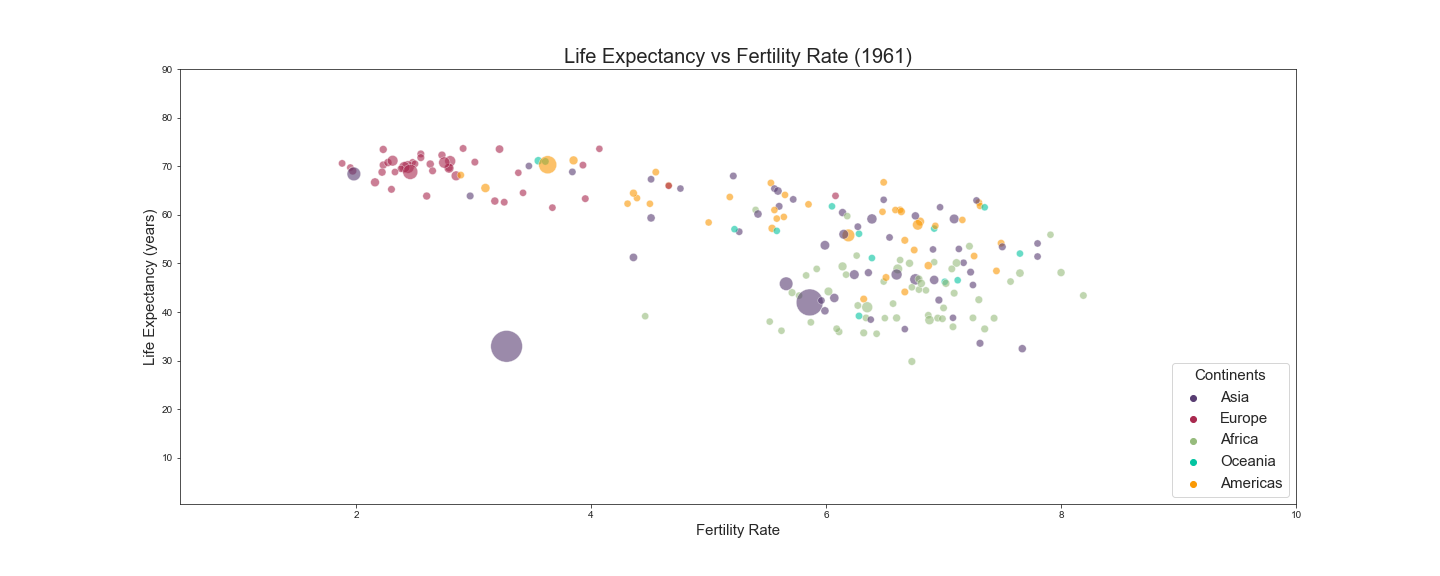 Life Expectancy vs Fertility Rate (1961)
90
80
70
60
50
40
30
20
10
Life Expectancy (years)
2
4
6
8
10
Fertility Rate
Continents
Asia
Europe
Africa
Oceania
Americas